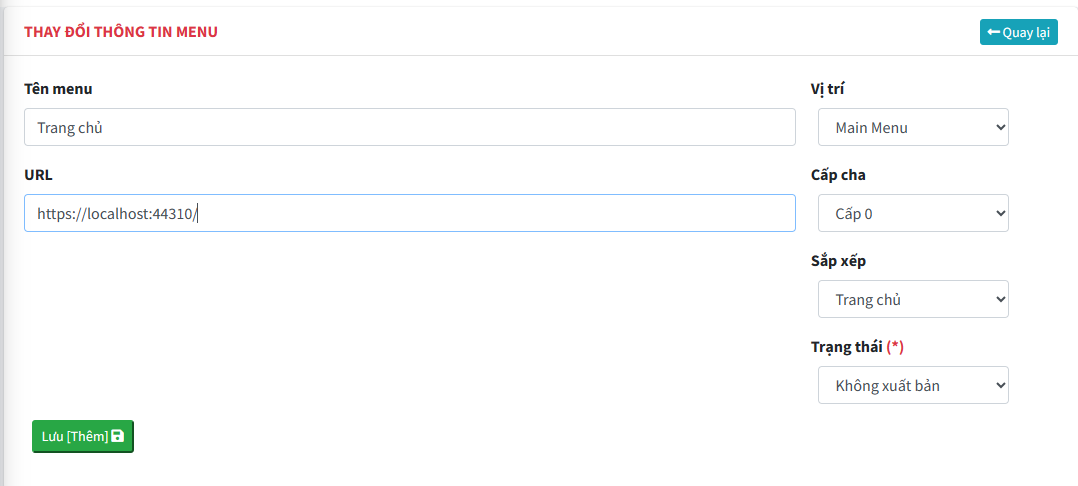 THAY ĐỔI THÔNG TIN MENU
Quay lại
Tên menu
Trang chủ
URL
https://localhost:44310/
Vị trí
Main Menu
Cấp cha
Cấp 0
Sắp xếp
Trang chủ
Trạng thái (*)
Không xuất bản
Lưu [Thêm]